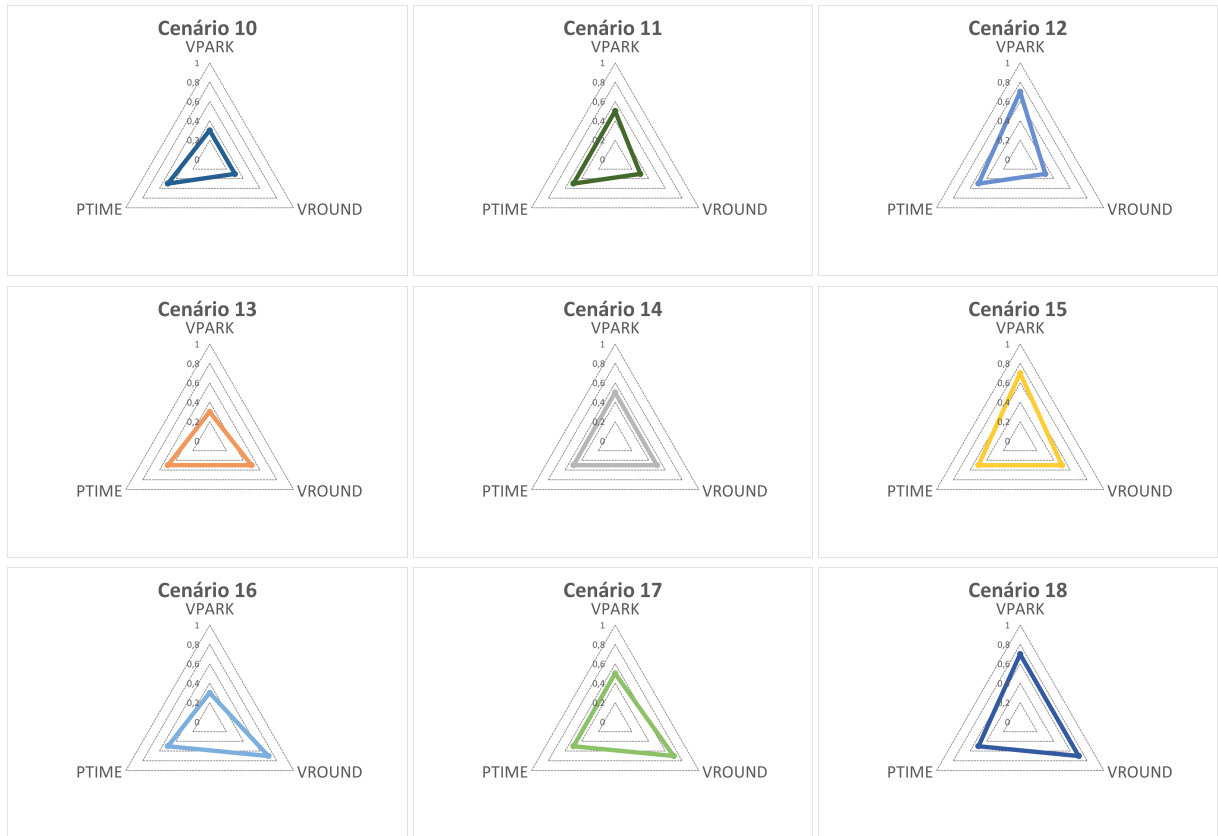 Cenário 10
VPARK
1
0,8
0,6
0,4
0,2
0
PTIME
VROUND
Cenário 11
VPARK
1
0,8
0,6
0,4
0,2
0
PTIME
VROUND
Cenário 12
VPARK
1
0,8
0,6
0,4
0,2
0
PTIME
VROUND
Cenário 13
VPARK
1
0,8
0,6
0,4
0,2
0
PTIME
VROUND
Cenário 14
VPARK
1
0,8
0,6
0,4
0,2
0
PTIME
VROUND
Cenário 15
VPARK
1
0,8
0,6
0,4
0,2
0
PTIME
VROUND
Cenário 16
VPARK
1
0,8
0,6
0,4
0,2
0
PTIME
VROUND
Cenário 17
VPARK
1
0,8
0,6
0,4
0,2
0
PTIME
VROUND
Cenário 18
VPARK
1
0,8
0,6
0,4
0,2
0
PTIME
VROUND